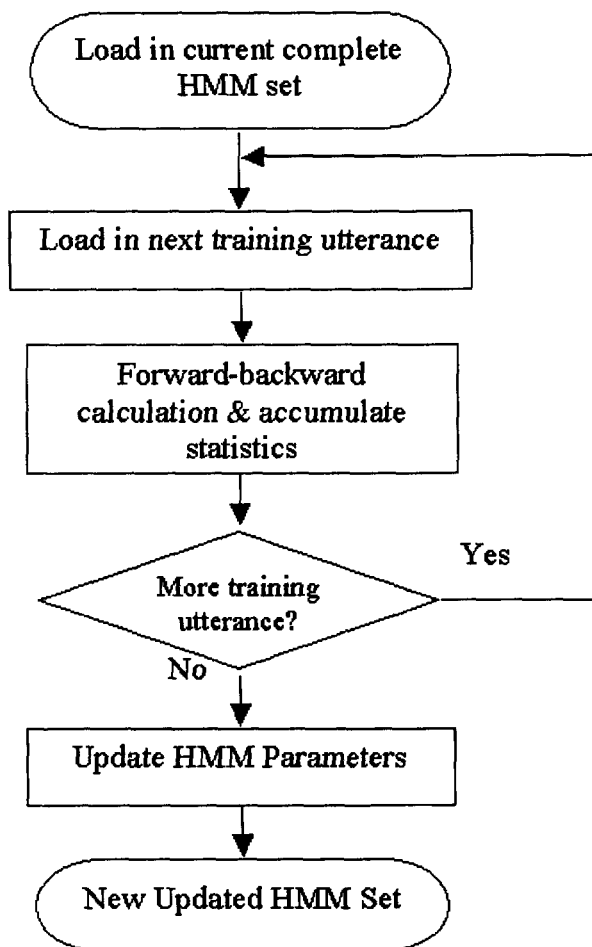 Load in current complete
HMM set
Load in next training utterance
Forward-backward
calculation & accumulate
statistics
Yes
More training
utterance?
No
Update HMM Parameters
New Updated HMM Set